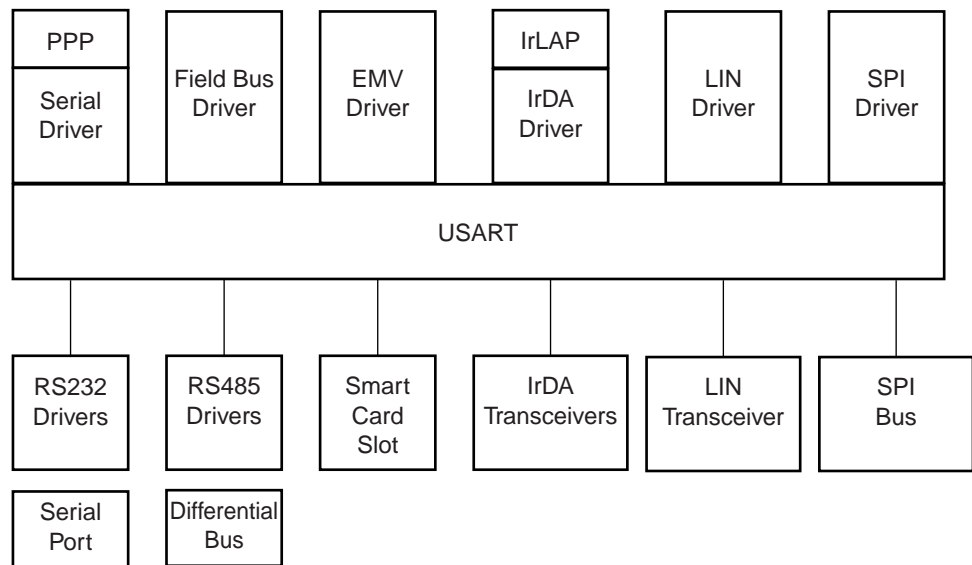 PPP
Serial
Driver
Field Bus
Driver
EMV
Driver
IrLAP
IrDA
Driver
LIN
Driver
SPI
Driver
USART
RS232
Drivers
RS485
Drivers
Smart
Card
Slot
IrDA
Transceivers
LIN
Transceiver
SPI
Bus
Serial
Port
Differential
Bus